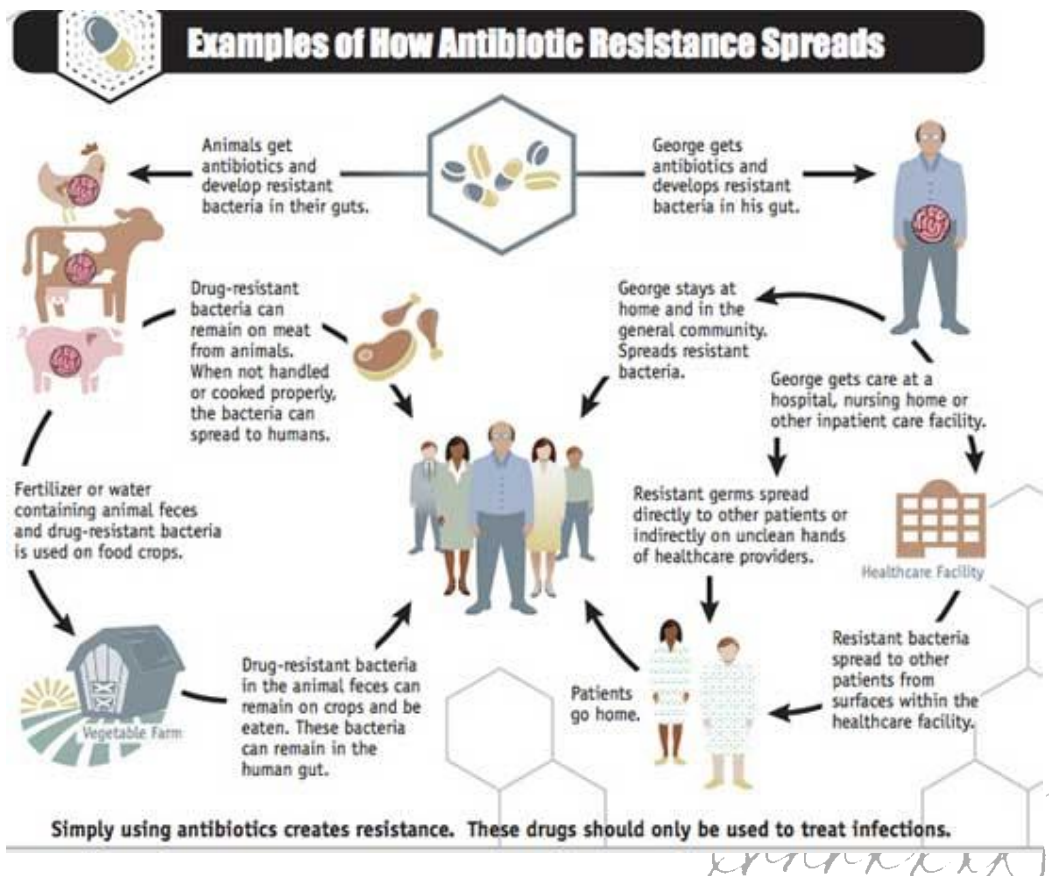 Examples of How Antibiotic Resistance Spreads
Animals get
antibiotics and
develop resistant
bacteria in their guts.
George gets
antibiotics and
develops resistant
bacteria in his gut.
Drug-resistant
bacteria can
remain on meat
from animals.
When not handled
or cooked properly,
the bacteria can
spread to humans.
George stays at
home and in the
general community.
Spreads resistant
bacteria.
George gets care at a
hospital, nursing home or
other inpatient care facility.
Fertilizer or water
containing animal feces
and drug-resistant bacteria
is used on food crops.
Resistant germs spread
directly to other patients or
indirectly on unclean hands
of healthcare providers.
Healthcare Facility
Vegetable Farm
Drug-resistant bacteria
in the animal feces can
remain on crops and be
eaten. These bacteria
can remain in the
human gut.
Patients
go home.
Resistant bacteria
spread to other
patients from
surfaces within the
healthcare facility.
Simply using antibiotics creates resistance. These drugs should only be used to treat infections.